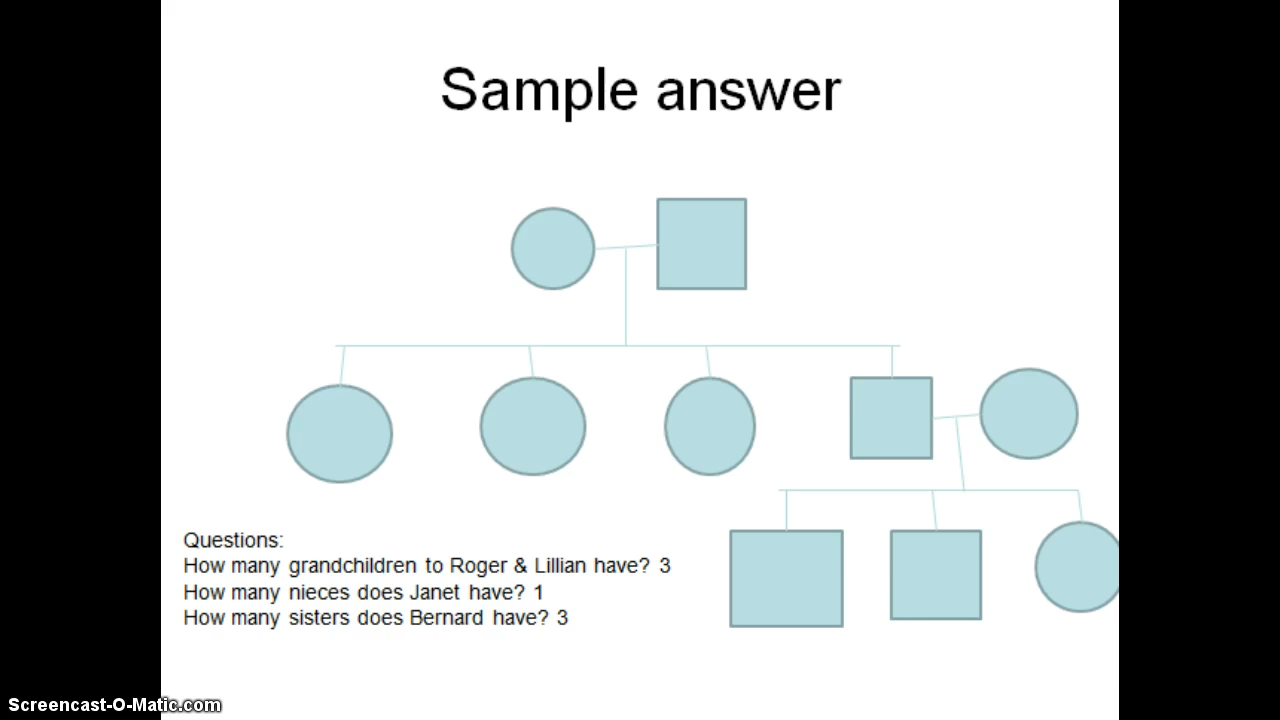 Sample answer
Questions:
How many grandchildren to Roger & Lillian have? 3
How many nieces does Janet have? 1
How many sisters does Bernard have? 3
Screencast-O-Matic.com